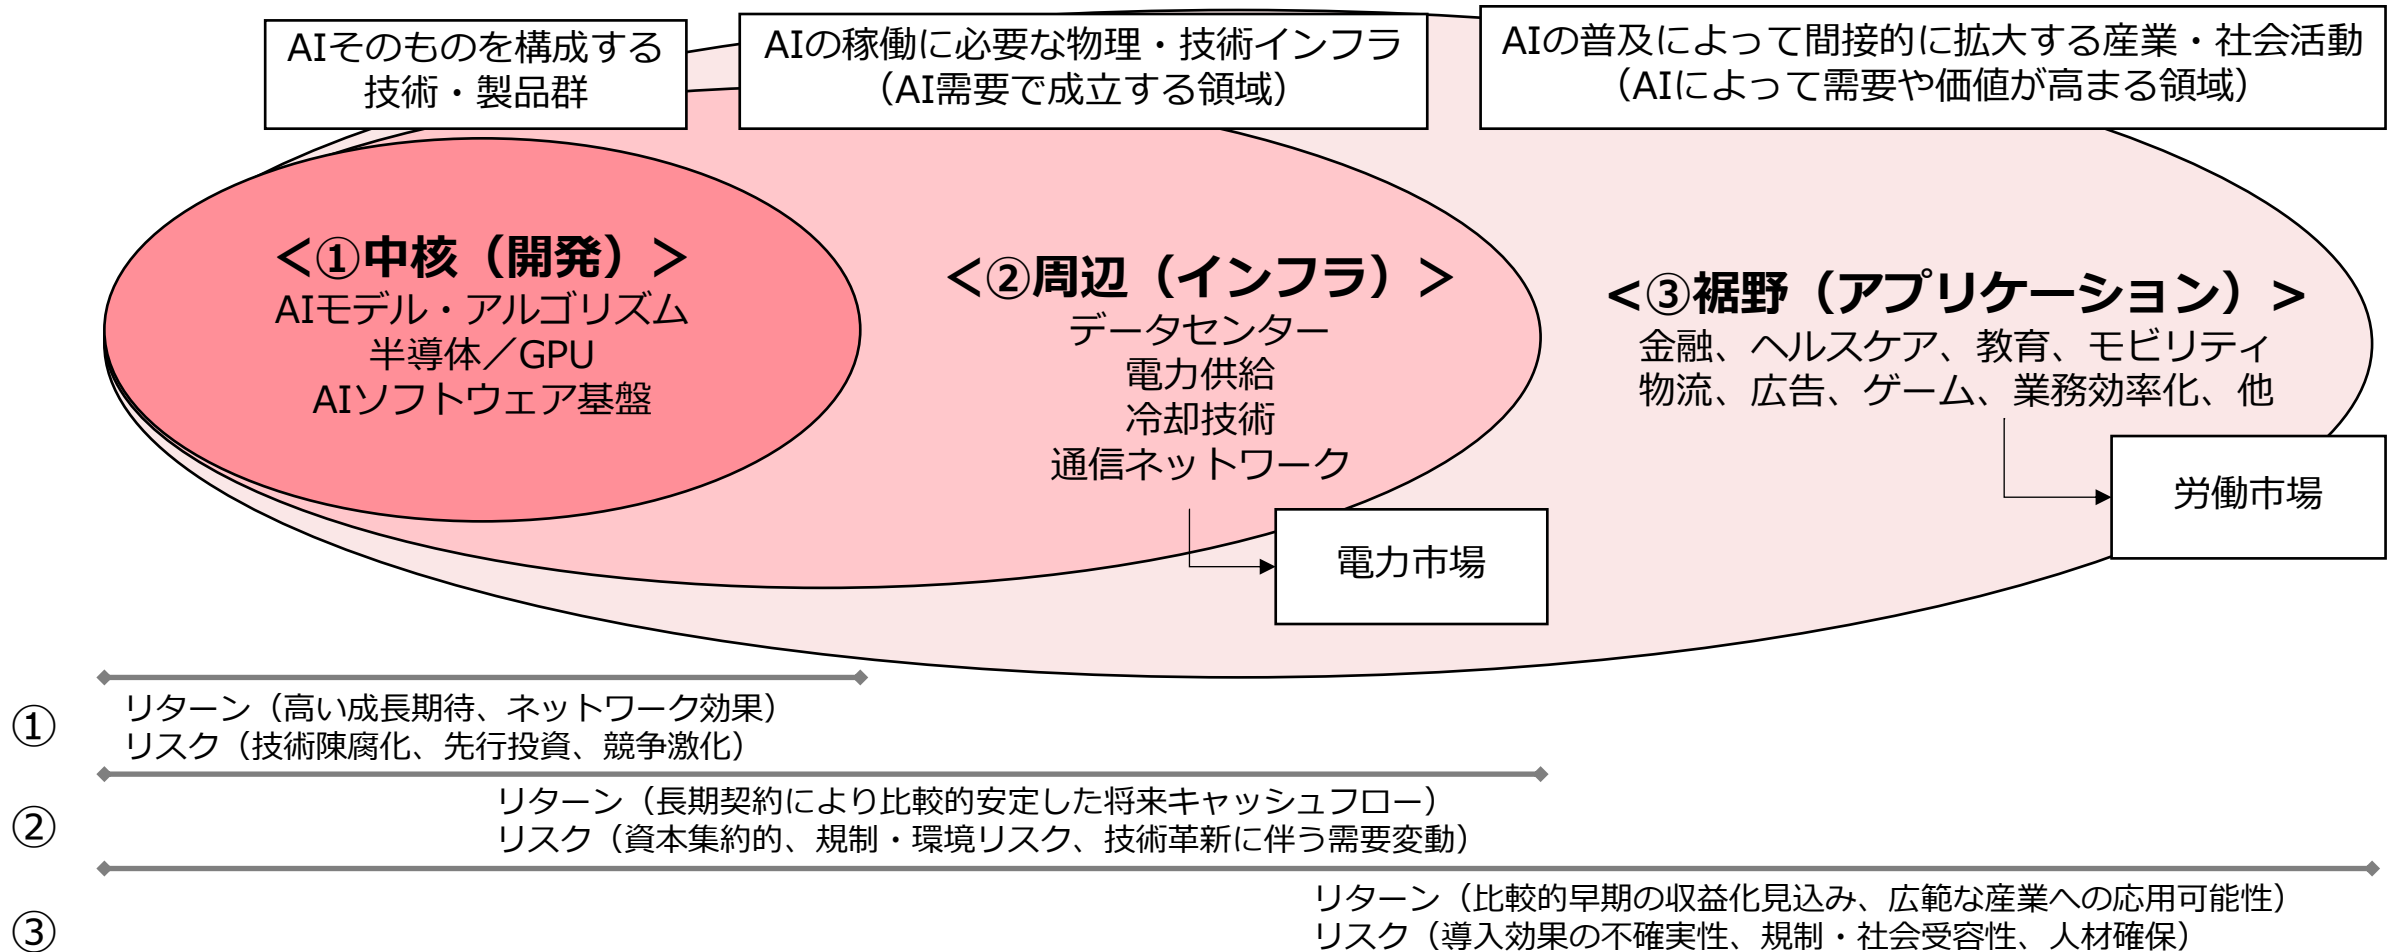 AIそのものを構成する
技術・製品群
AIの稼働に必要な物理・技術インフラ
（AI需要で成立する領域）
AIの普及によって間接的に拡大する産業・社会活動
（AIによって需要や価値が高まる領域）
＜①中核（開発）＞
AIモデル・アルゴリズム
半導体／GPU
AIソフトウェア基盤
＜②周辺（インフラ）＞
データセンター
電力供給
冷却技術
通信ネットワーク
<③裾野（アプリケーション）>
金融、ヘルスケア、教育、モビリティ
物流、広告、ゲーム、業務効率化、他
電力市場
労働市場
①
リターン（高い成長期待、ネットワーク効果）
リスク（技術陳腐化、先行投資、競争激化）
②
リターン（長期契約により比較的安定した将来キャッシュフロー）
リスク（資本集約的、規制・環境リスク、技術革新に伴う需要変動）
③
リターン（比較的早期の収益化見込み、広範な産業への応用可能性）
リスク（導入効果の不確実性、規制・社会受容性、人材確保）